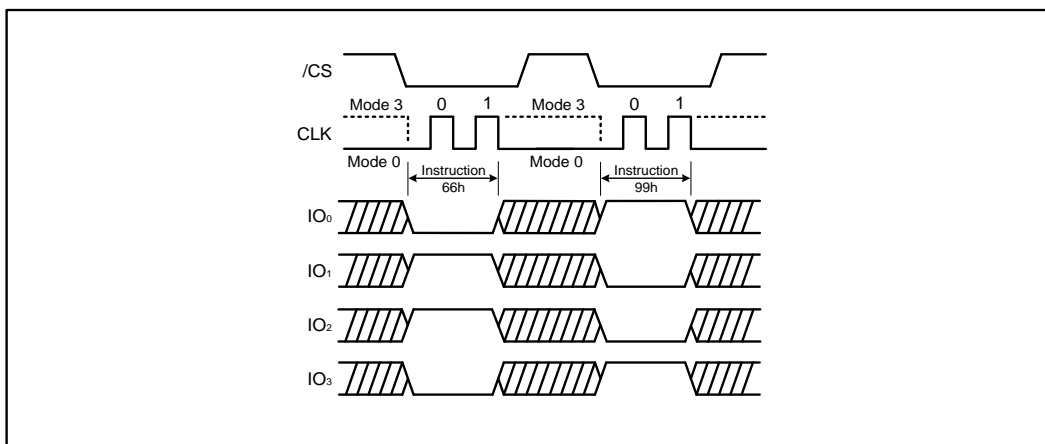 /CS
Mode 3 0 1 Mode 3 0 1
CLK
Mode 0 Mode 0
Instruction Instruction
66h 99h
IO₀
IO₁
IO₂
IO₃